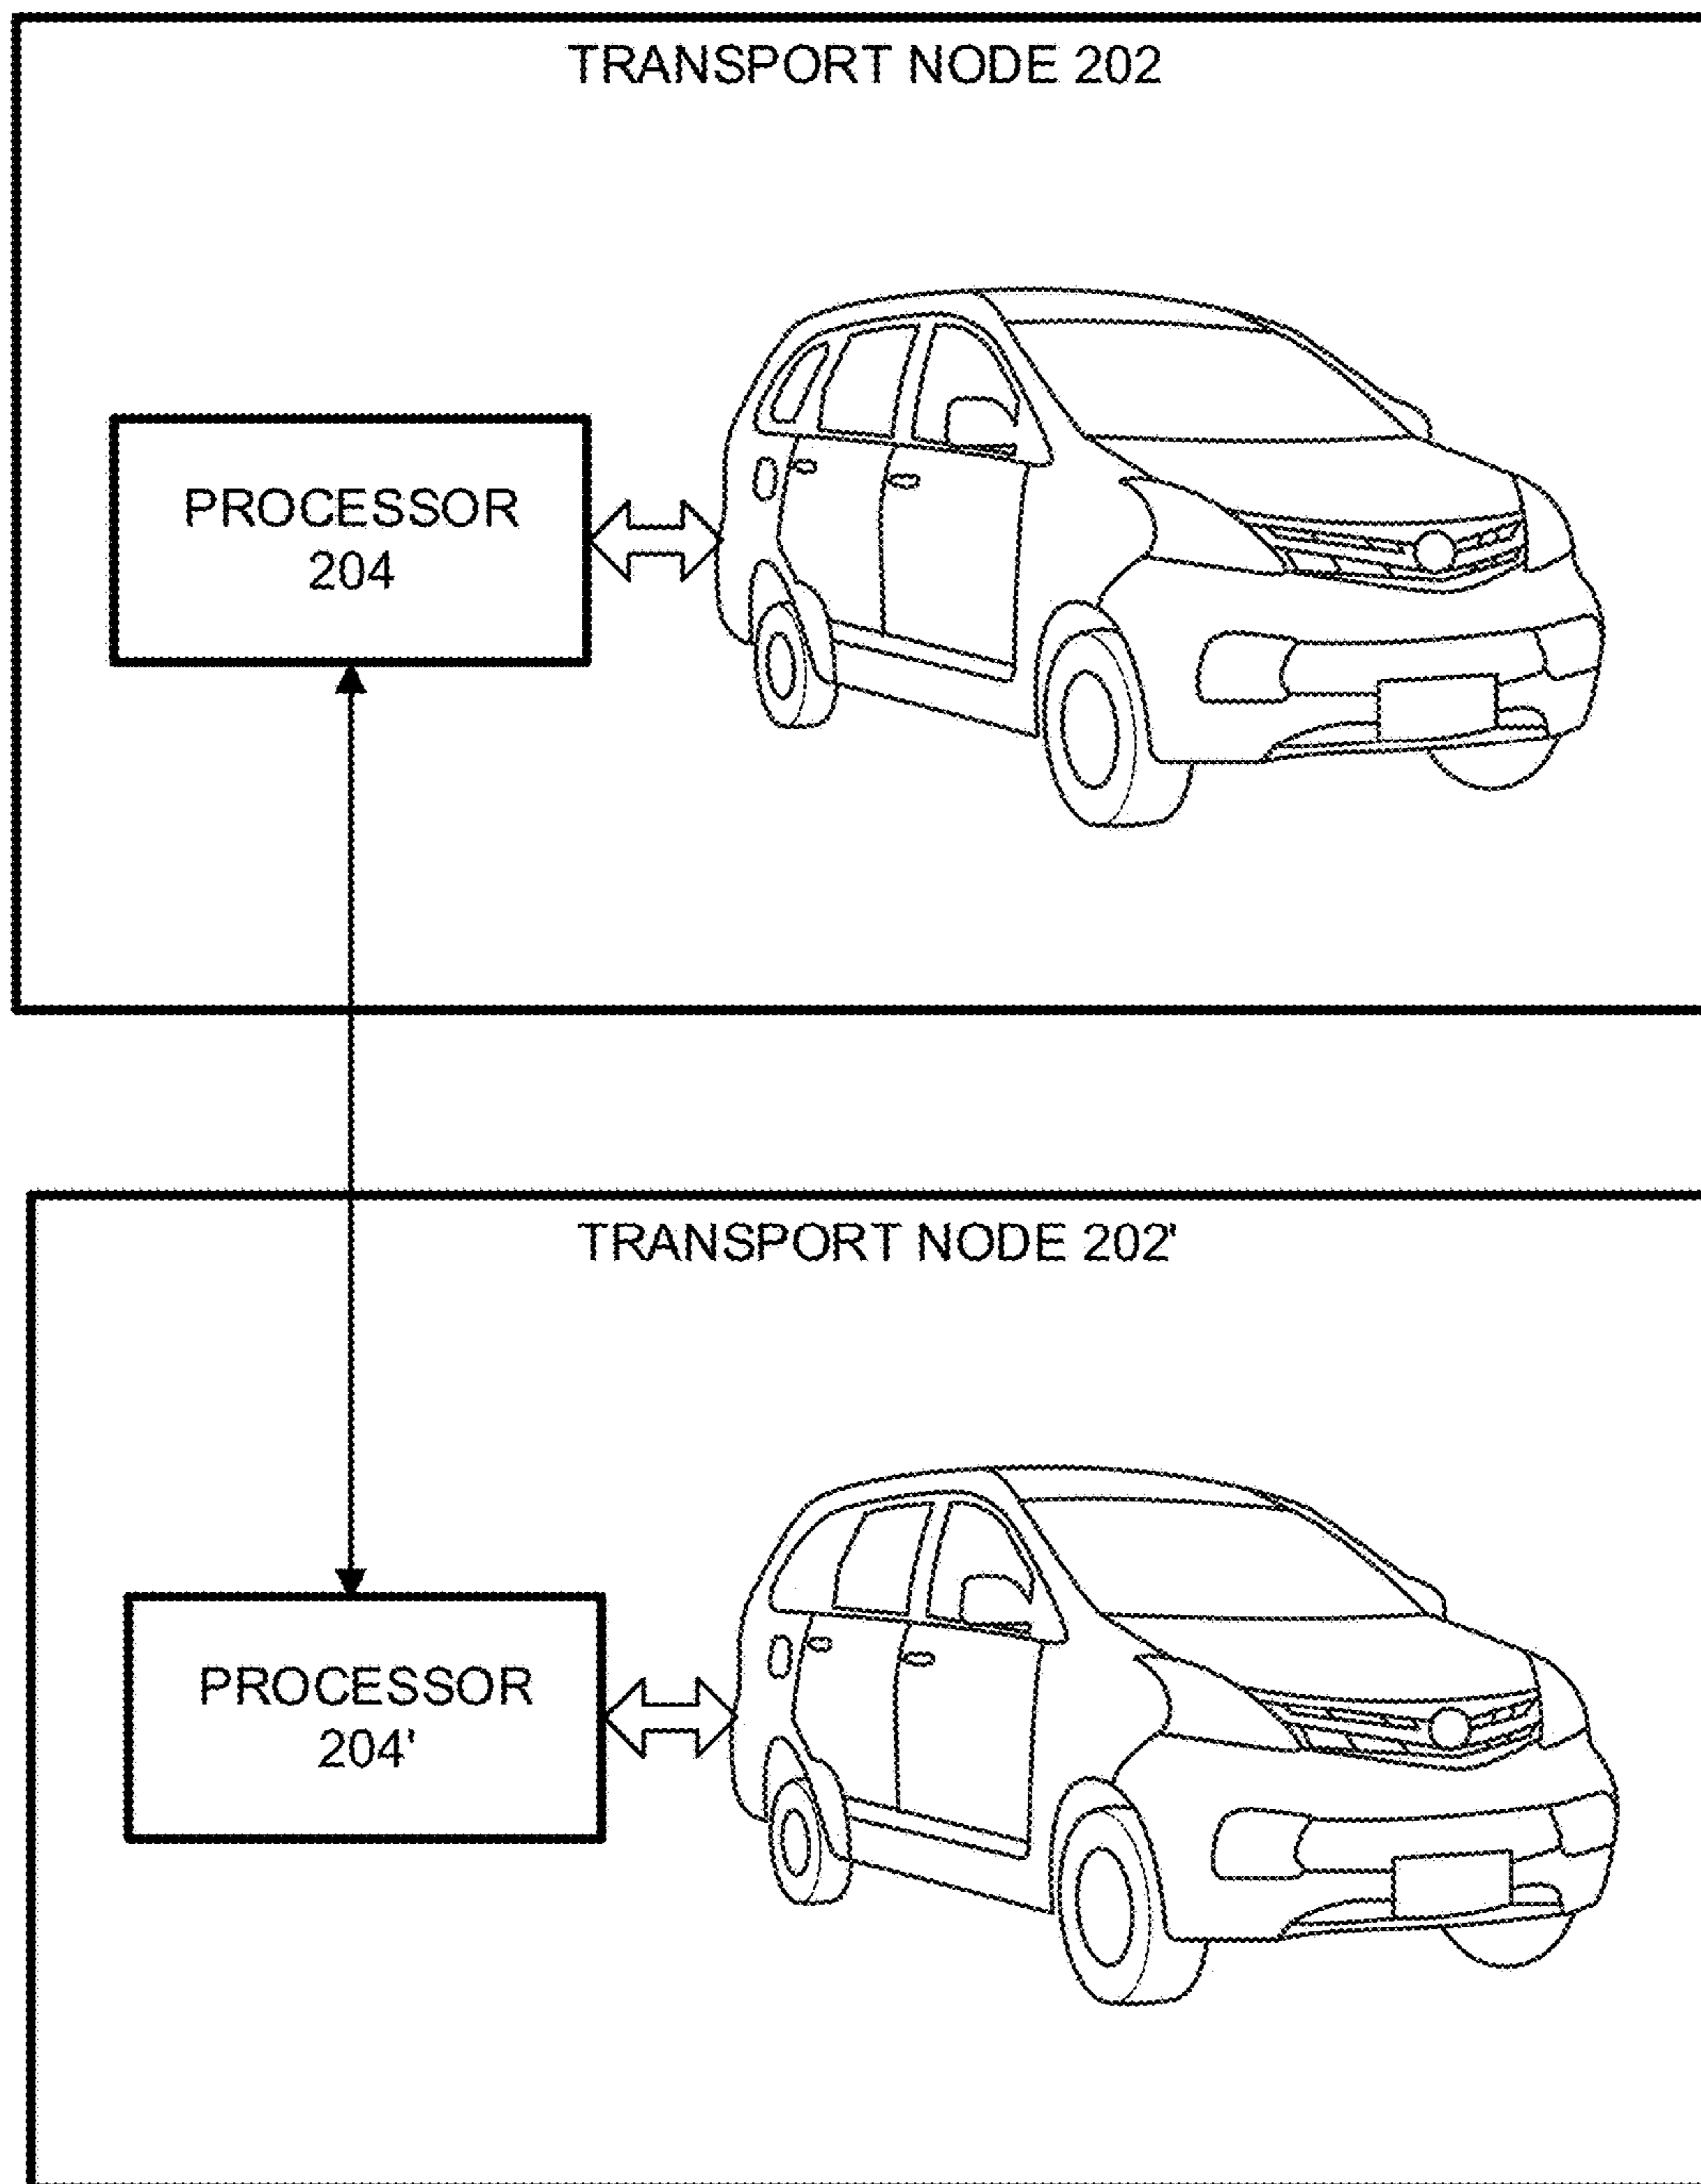 TRANSPORT NODE 202
PROCESSOR
204
TRANSPORT NODE 202'
PROCESSOR
204'